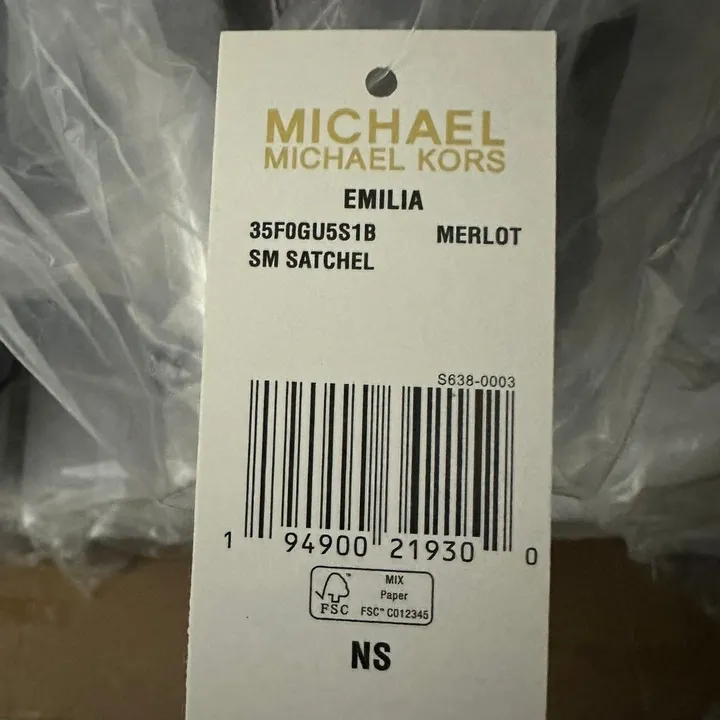 MICHAEL
MICHAEL KORS
EMILIA
35F0GU5S1B MERLOT
SM SATCHEL
S638-0003
1 94900 21930 0
FSC
MIX
Paper
FSC™ C012345
NS